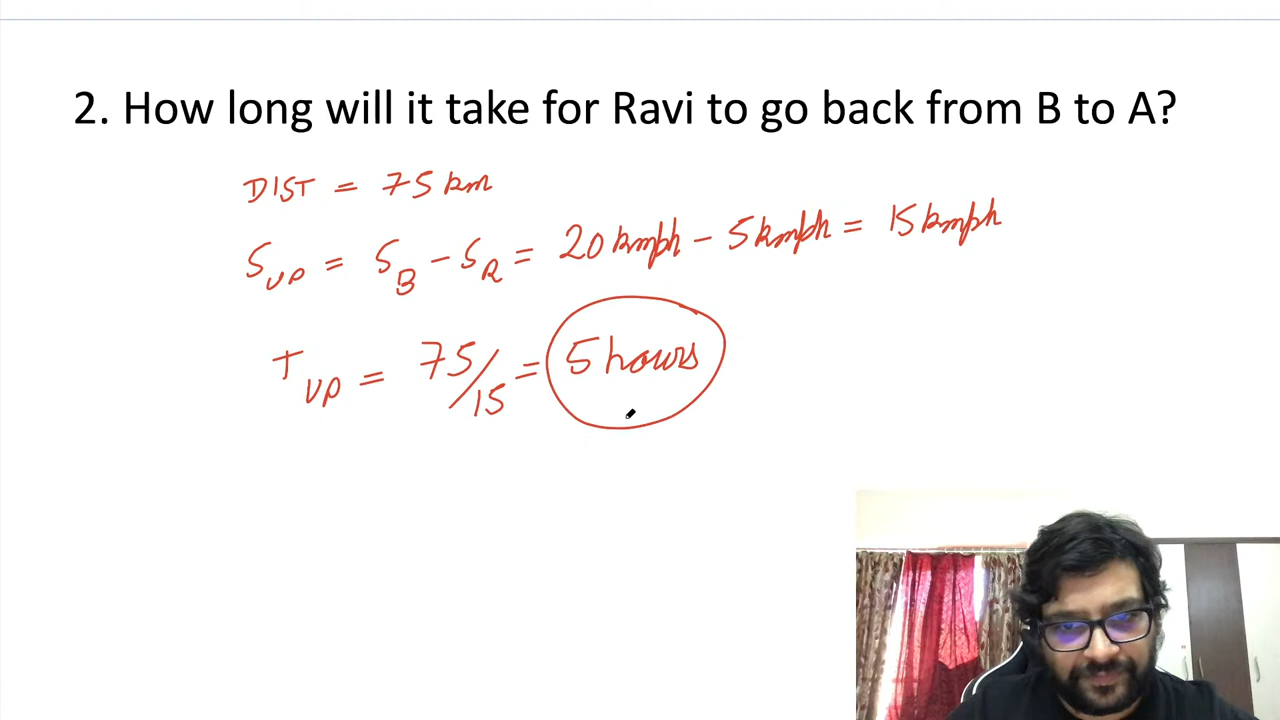 2. How long will it take for Ravi to go back from B to A?
DIST = 75 km
S_UP = S_B - S_R = 20 kmph - 5 kmph = 15 kmph
T_UP = 75/15 = 5 hours